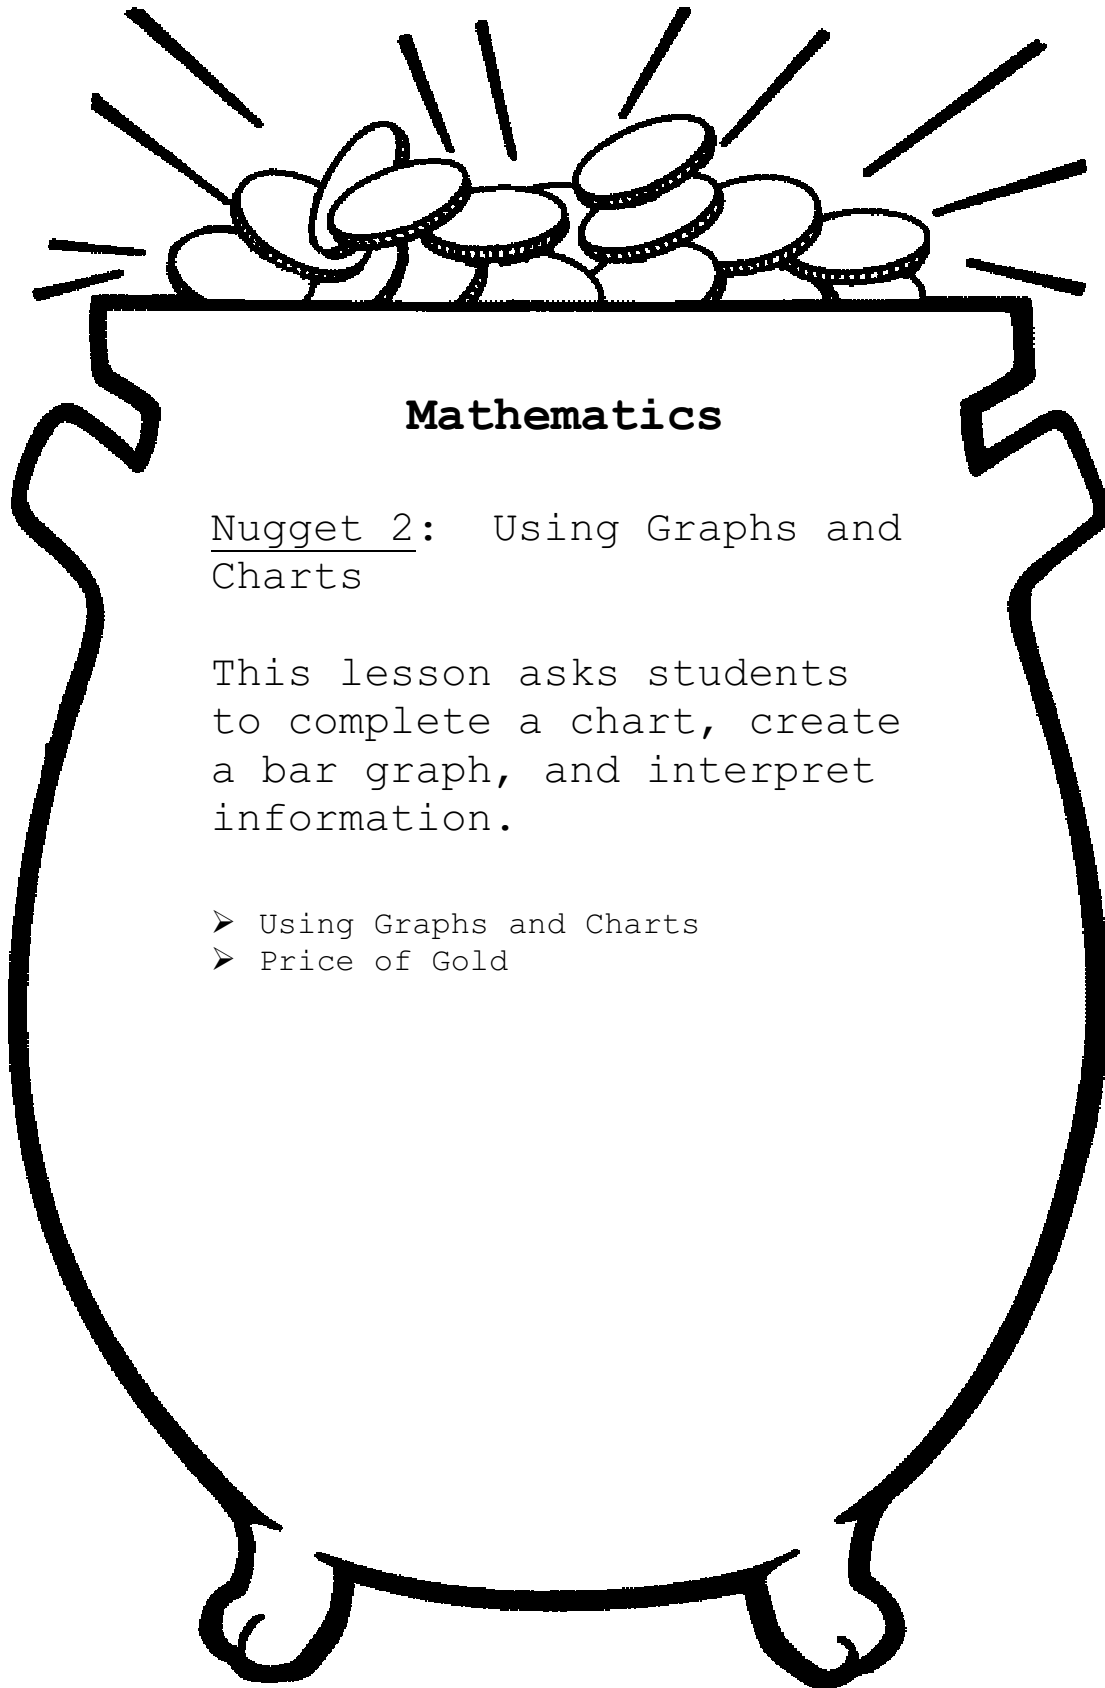 Mathematics
Nugget 2: Using Graphs and
Charts
This lesson asks students
to complete a chart, create
a bar graph, and interpret
information.
➢ Using Graphs and Charts
➢ Price of Gold